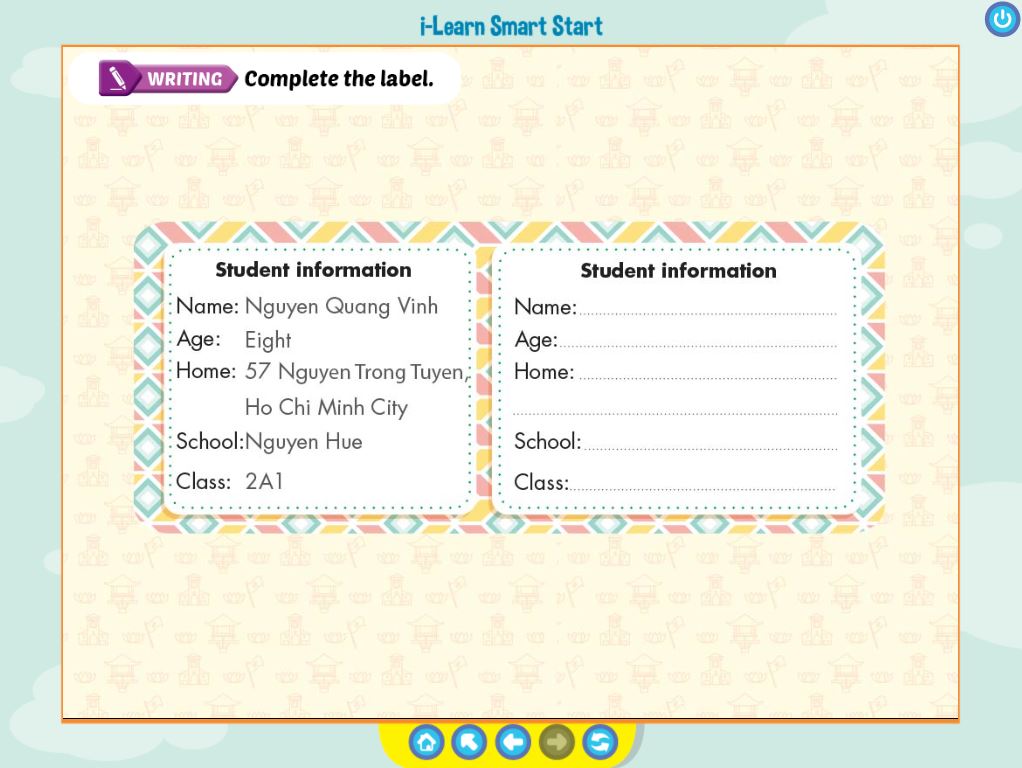 i-Learn Smart Start
WRITING Complete the label.
Student information
Name: Nguyen Quang Vinh
Age: Eight
Home: 57 Nguyen Trong Tuyen,
Ho Chi Minh City
School: Nguyen Hue
Class: 2A1
Student information
Name:
Age:
Home:
School:
Class: